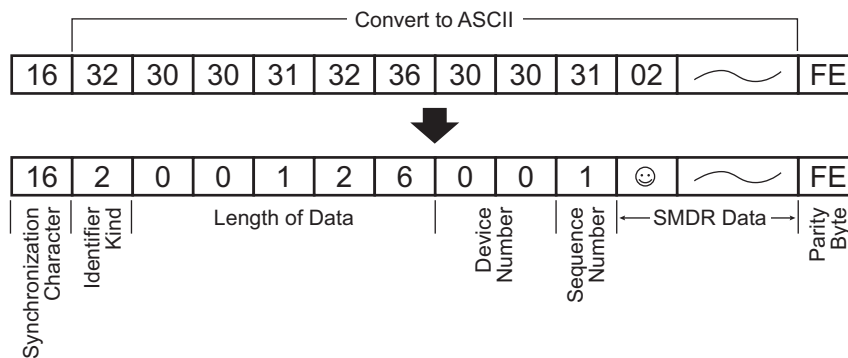 Convert to ASCII
16 32 30 30 31 32 36 30 30 31 02 FE
16 2 0 0 1 2 6 0 0 1 ☺ FE
Synchronization Character
Identifier Kind
Length of Data
Device Number
Sequence Number
SMDR Data
Parity Byte